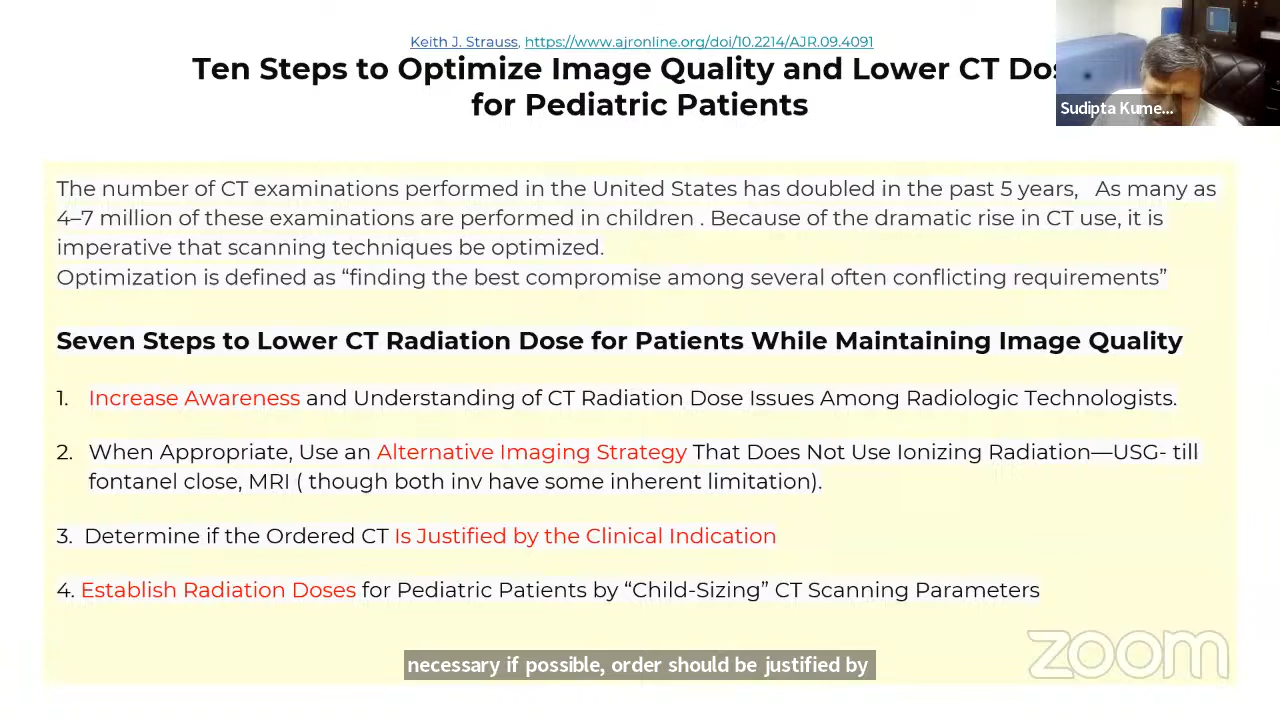 Keith J. Strauss, https://www.ajronline.org/doi/10.2214/AJR.09.4091
Ten Steps to Optimize Image Quality and Lower CT Dos
for Pediatric Patients
Sudipta Kume...
The number of CT examinations performed in the United States has doubled in the past 5 years, As many as
4–7 million of these examinations are performed in children . Because of the dramatic rise in CT use, it is
imperative that scanning techniques be optimized.
Optimization is defined as “finding the best compromise among several often conflicting requirements”
Seven Steps to Lower CT Radiation Dose for Patients While Maintaining Image Quality
1. Increase Awareness and Understanding of CT Radiation Dose Issues Among Radiologic Technologists.
2. When Appropriate, Use an Alternative Imaging Strategy That Does Not Use Ionizing Radiation—USG- till
fontanel close, MRI ( though both inv have some inherent limitation).
3. Determine if the Ordered CT Is Justified by the Clinical Indication
4. Establish Radiation Doses for Pediatric Patients by “Child-Sizing” CT Scanning Parameters
necessary if possible, order should be justified by
zoom